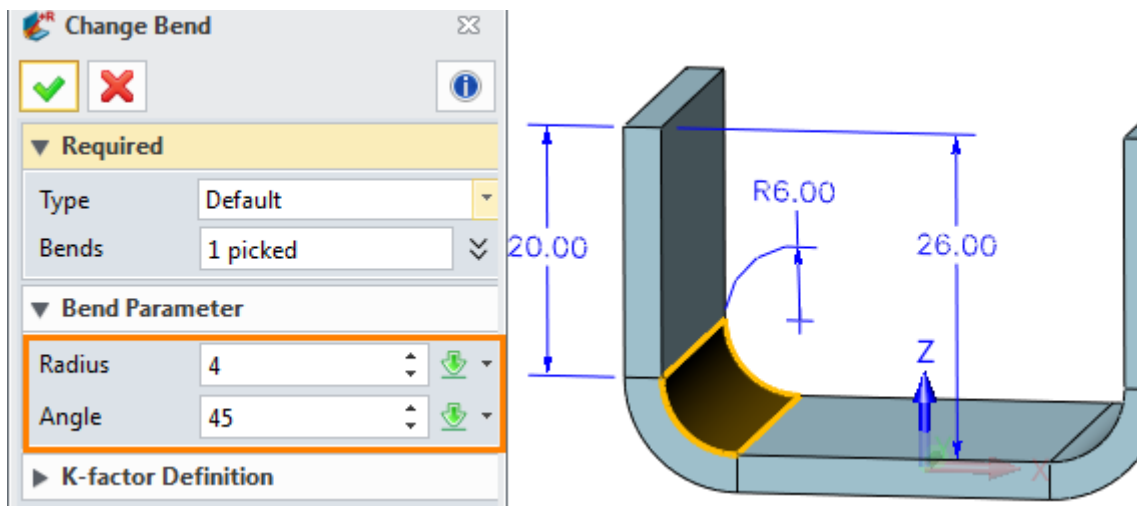 Change Bend
Required
Type Default
Bends 1 picked
Bend Parameter
Radius 4
Angle 45
K-factor Definition
R6.00
20.00
26.00
Z
X